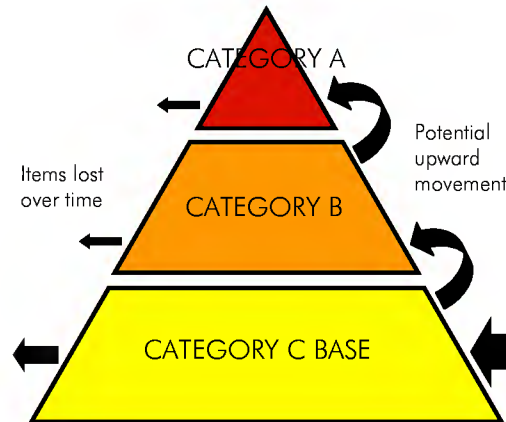 CATEGORY A
Potential
upward
movement
Items lost
over time
CATEGORY B
CATEGORY C BASE